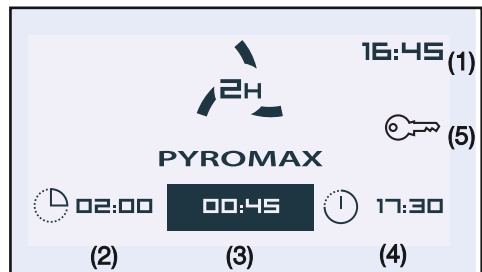 16:45 (1)
2H
(5)
PYROMAX
02:00 00:45 17:30
(2) (3) (4)